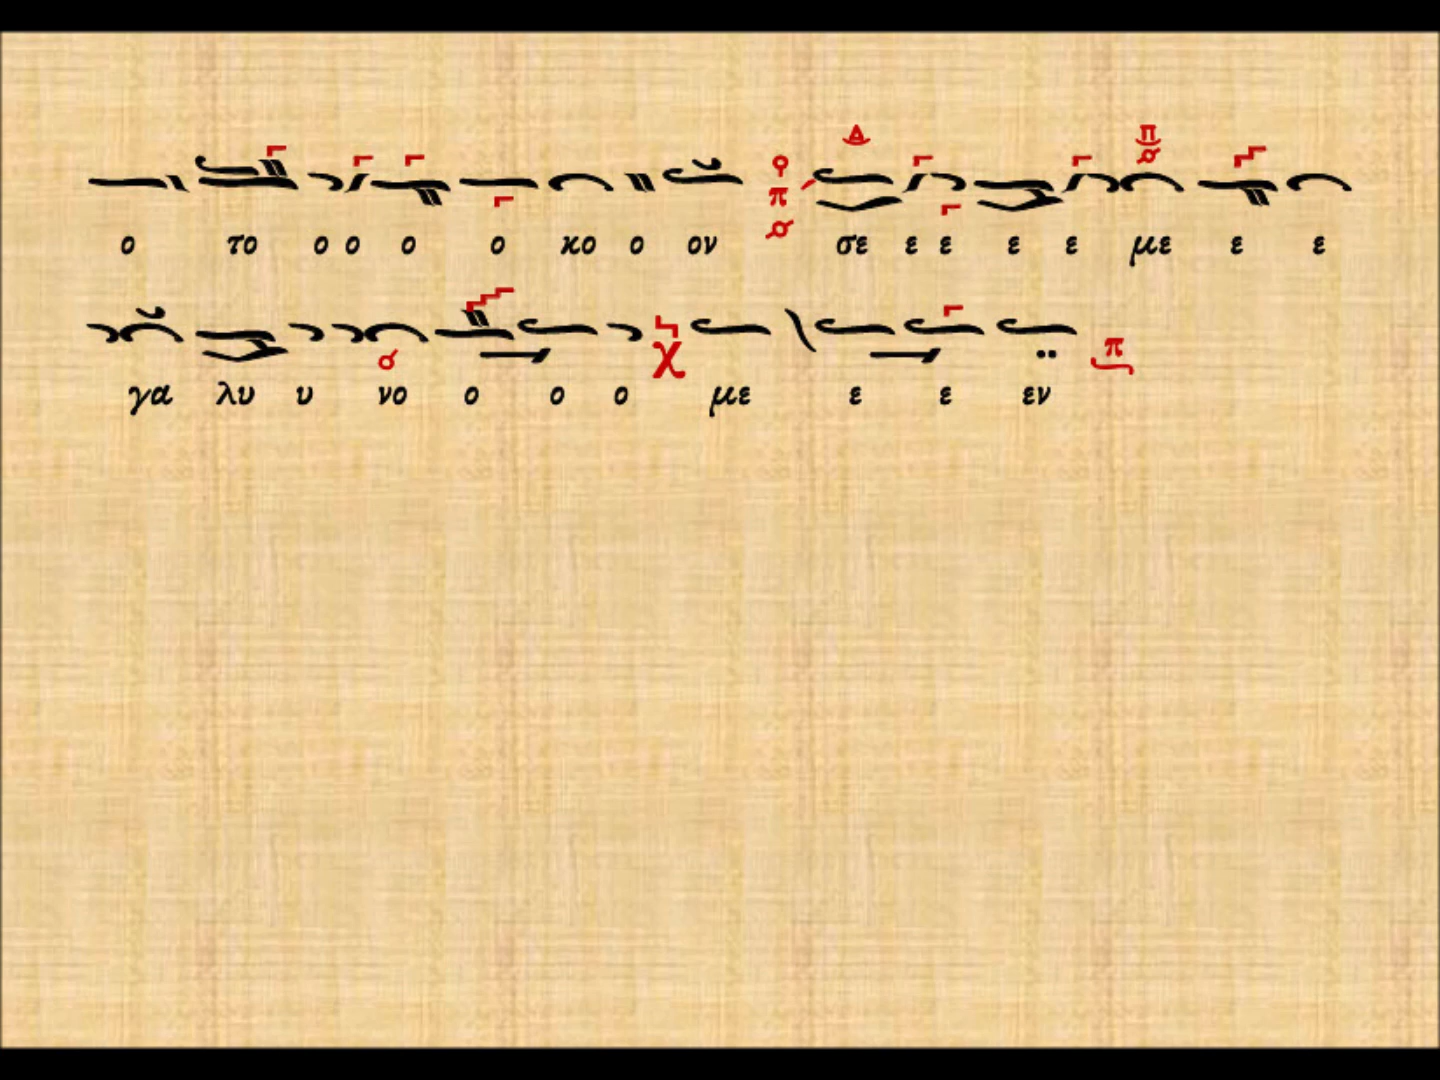 ο το ο ο ο ο κο ο ον π σε ε ε ε ε με ε ε
γα λυ υ νο ο ο ο με ε ε εν π